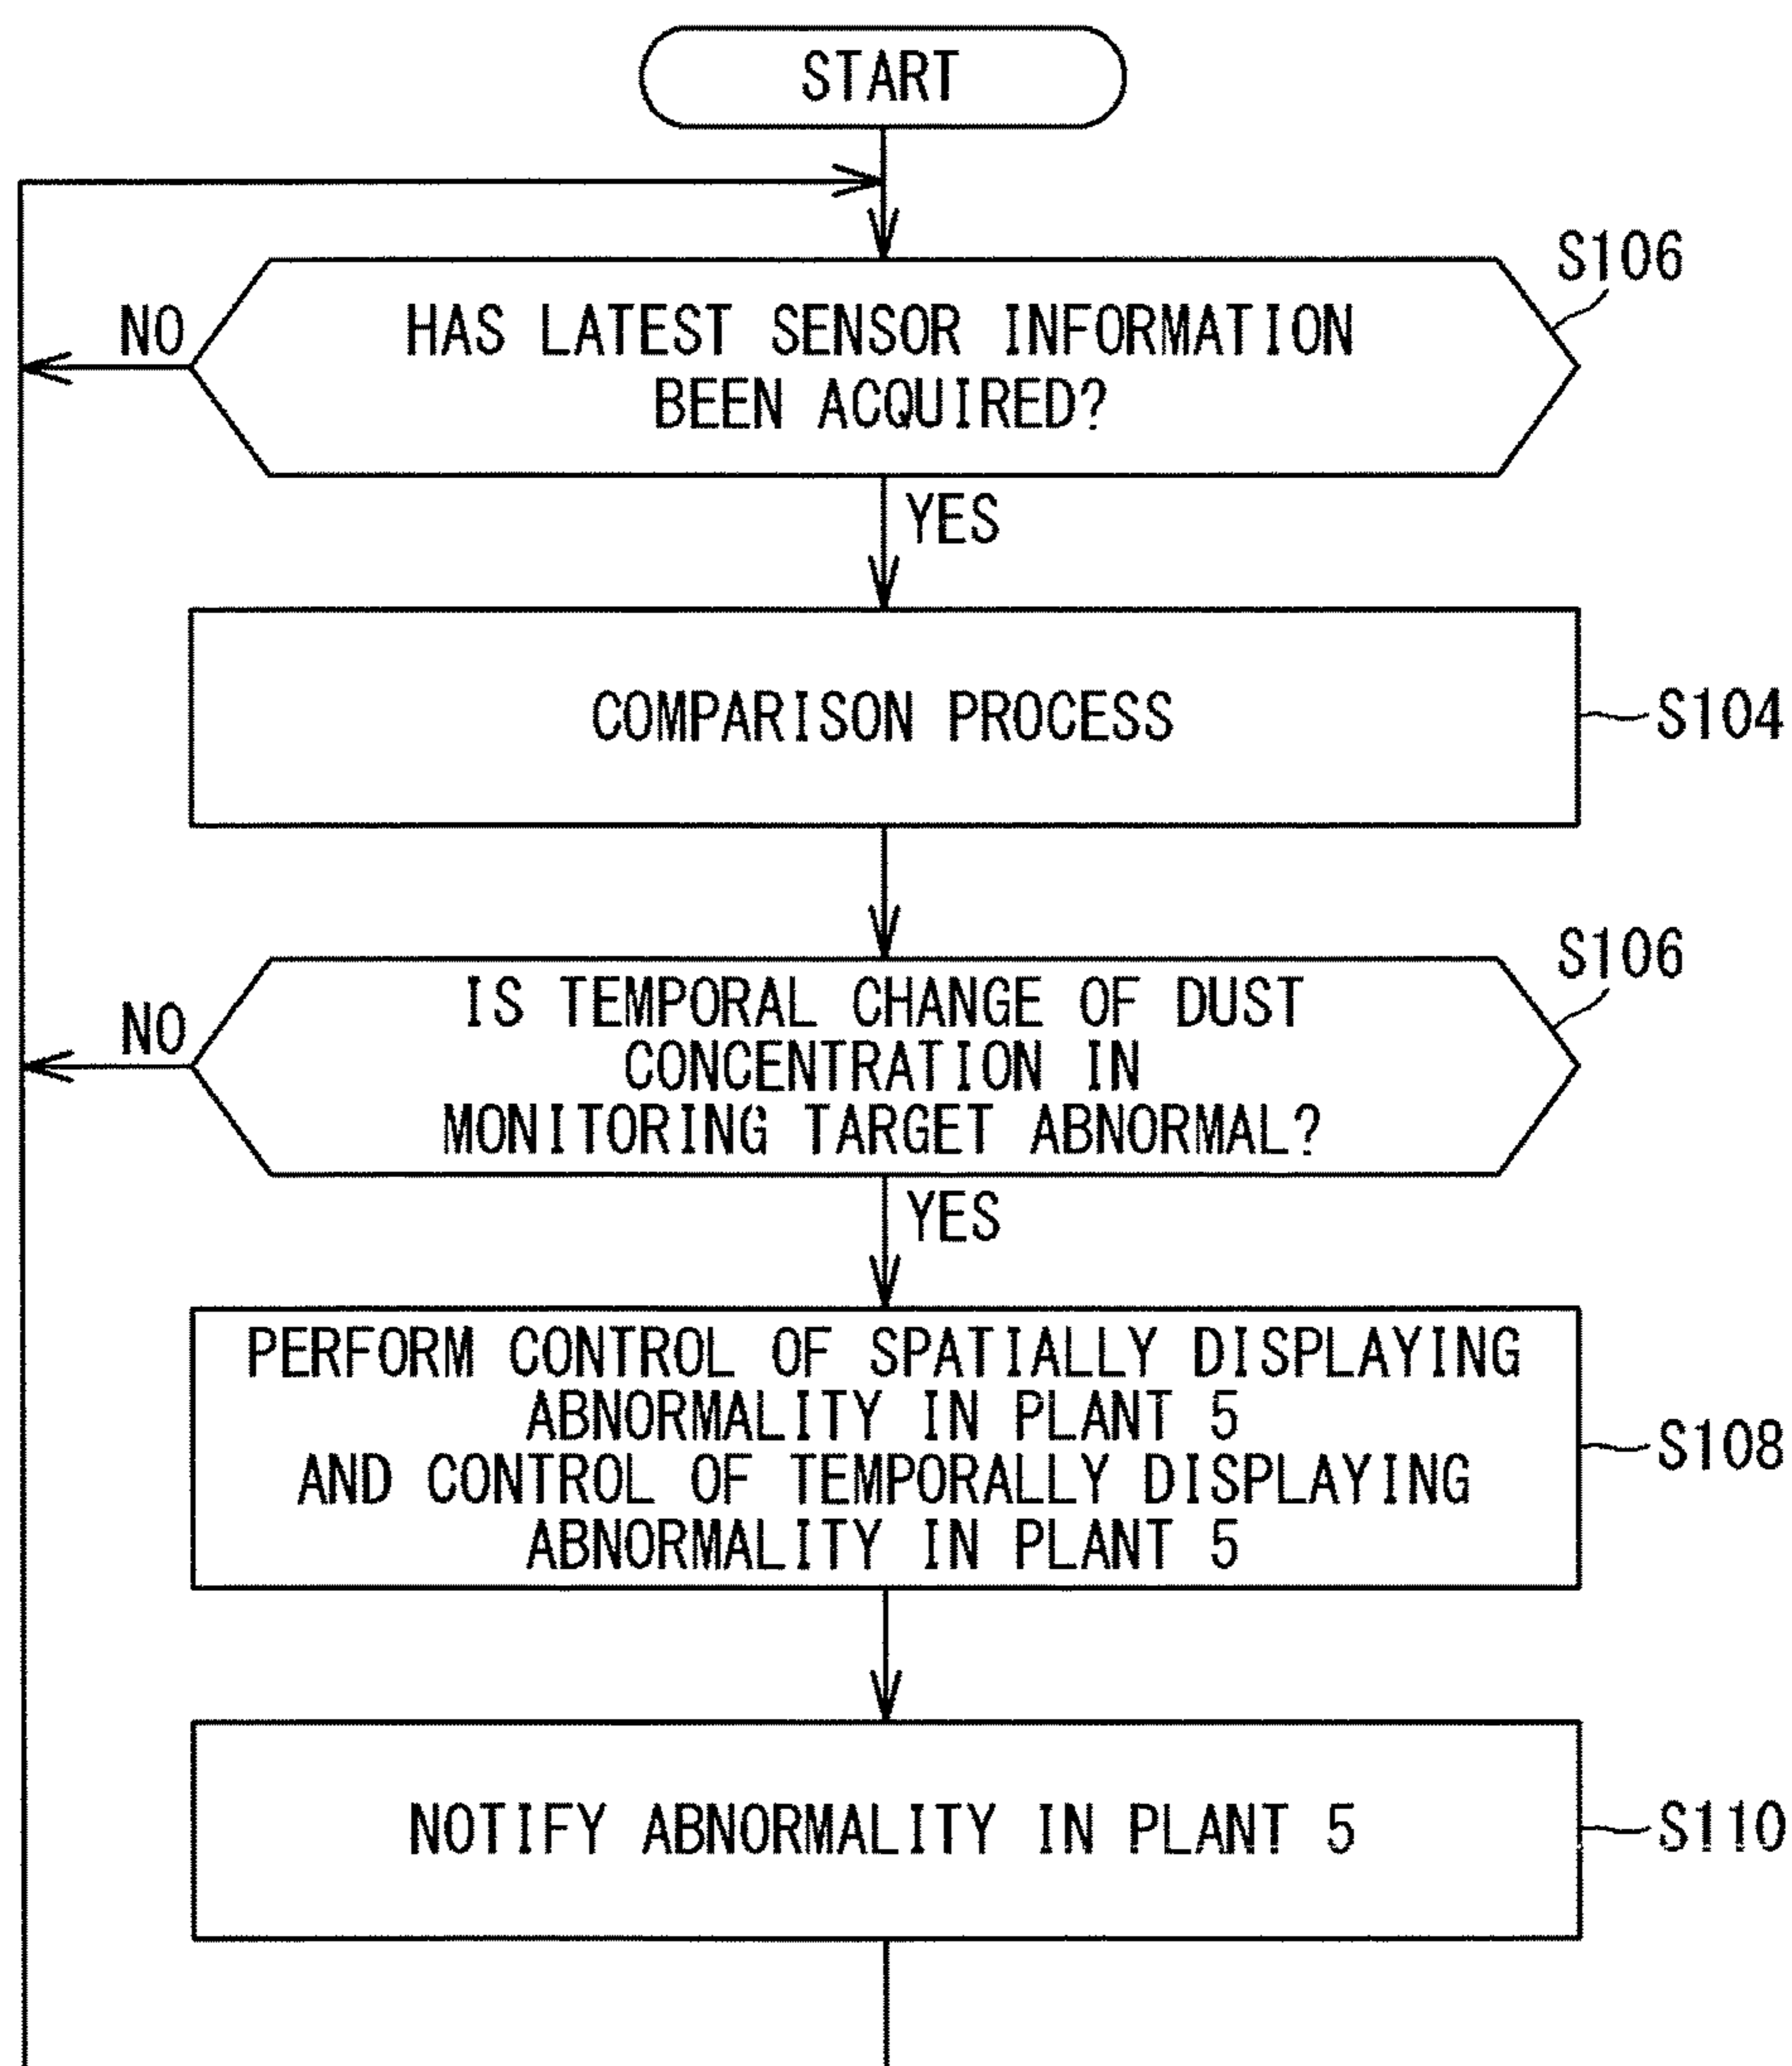 START
S106
NO
HAS LATEST SENSOR INFORMATION
BEEN ACQUIRED?
YES
COMPARISON PROCESS
S104
S106
NO
IS TEMPORAL CHANGE OF DUST
CONCENTRATION IN
MONITORING TARGET ABNORMAL?
YES
PERFORM CONTROL OF SPATIALLY DISPLAYING
ABNORMALITY IN PLANT 5
AND CONTROL OF TEMPORALLY DISPLAYING
ABNORMALITY IN PLANT 5
S108
NOTIFY ABNORMALITY IN PLANT 5
S110